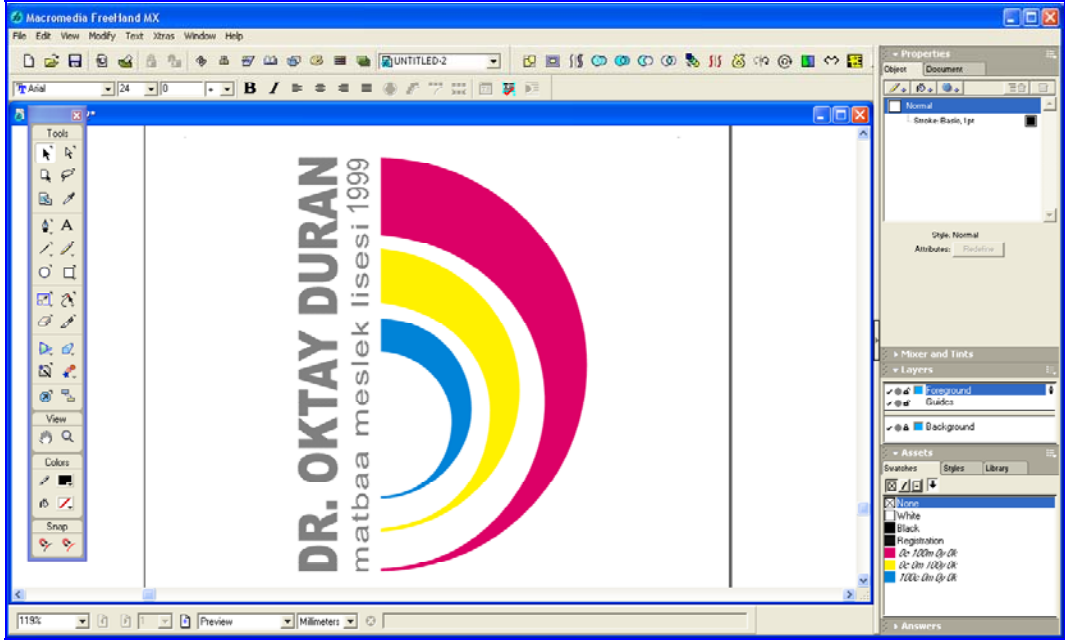 Macromedia FreeHand MX
File Edit View Modify Text Xtras Window Help
UNTITLED-2
Arial 24 0
B I
Tools
View
Colors
Snap
DR. OKTAY DURAN
matbaa meslek lisesi 1999
Properties
Object Document
Normal
Stroke: Basic, 1pt
Style: Normal
Attributes: Redefine
Mixer and Tints
Layers
Foreground
Guides
Background
Assets
Swatches Styles Library
None
White
Black
Registration
0c 100m 0y 0k
0c 0m 100y 0k
100c 0m 0y 0k
Answers
119% 1 Preview Millimeters